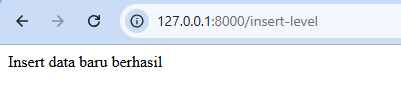 127.0.0.1:8000/insert-level
Insert data baru berhasil